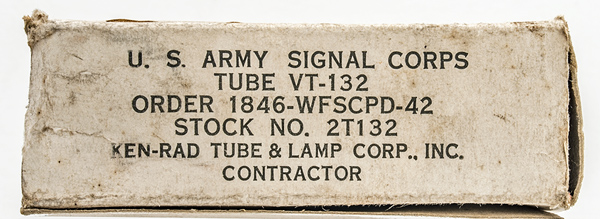 U. S. ARMY SIGNAL CORPS
TUBE VT-132
ORDER 1846-WFSCPD-42
STOCK NO. 2T132
KEN-RAD TUBE & LAMP CORP., INC.
CONTRACTOR